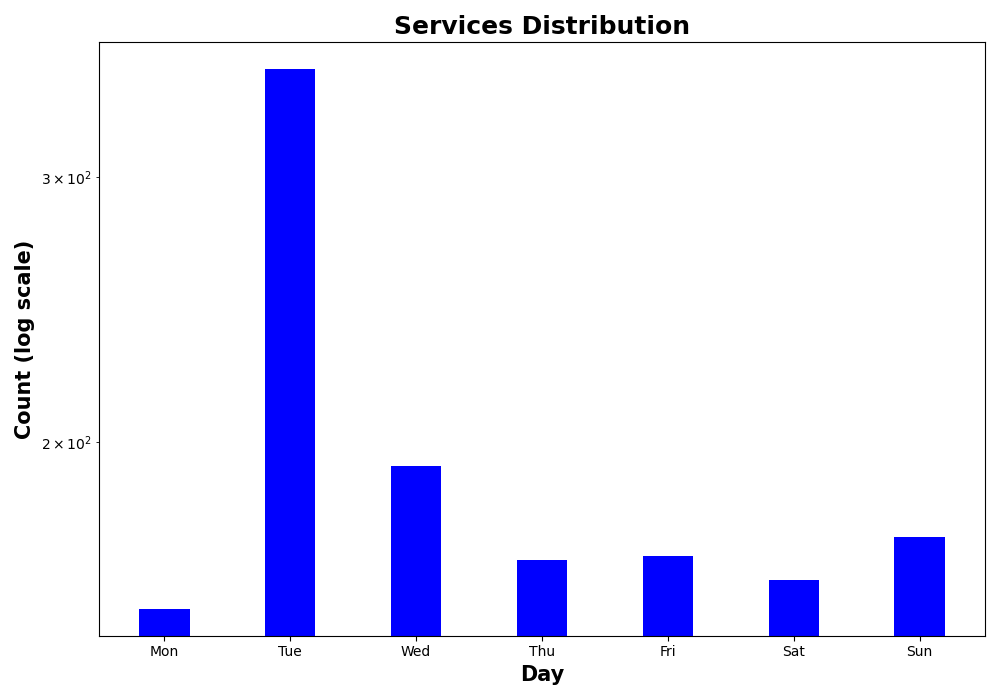 Services Distribution
Count (log scale)
3 × 10²
2 × 10²
Mon Tue Wed Thu Fri Sat Sun
Day